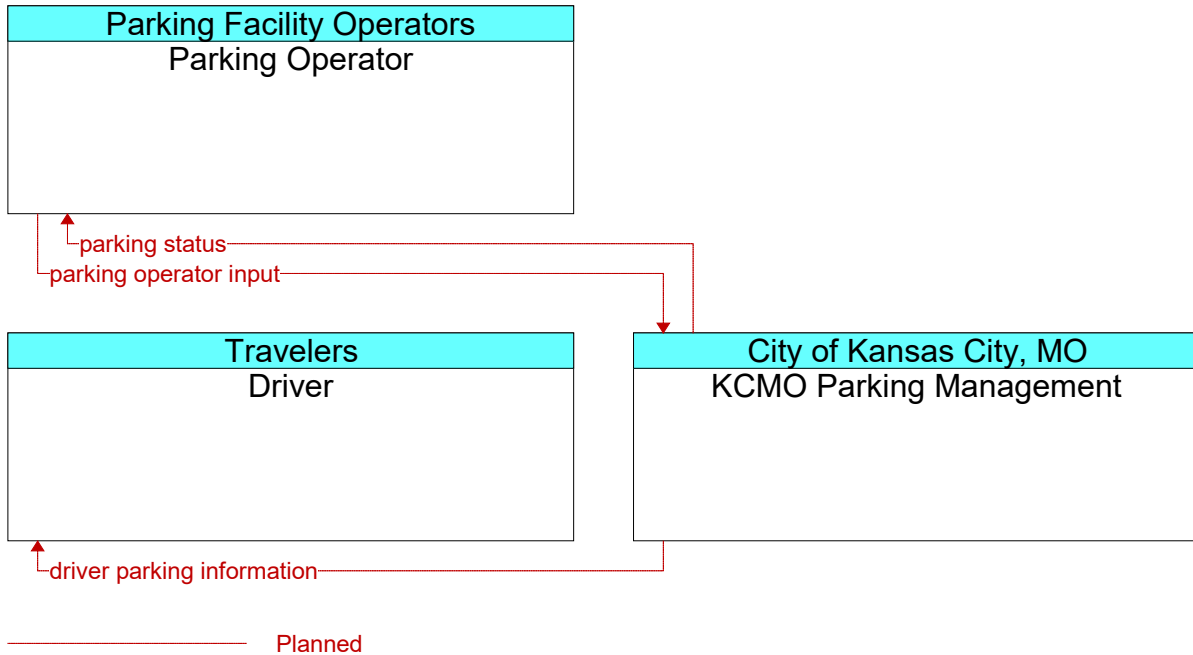 Parking Facility Operators
Parking Operator
parking status
parking operator input
Travelers
Driver
City of Kansas City, MO
KCMO Parking Management
driver parking information
Planned